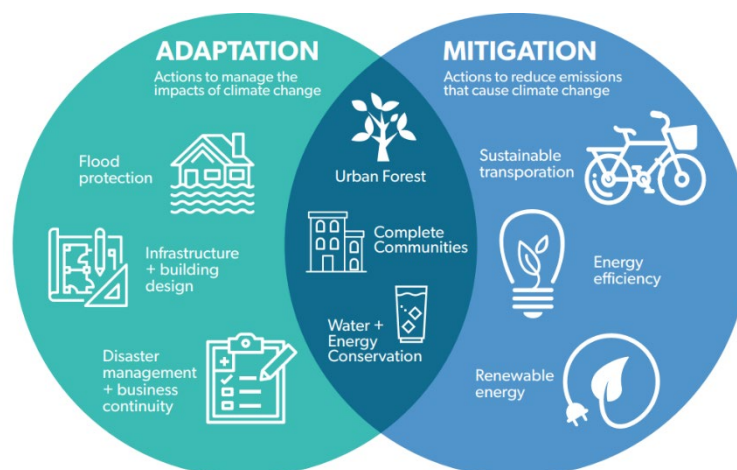 ADAPTATION
Actions to manage the
impacts of climate change
Flood
protection
Infrastructure
+ building
design
Disaster
management
+ business
continuity
Urban Forest
Complete
Communities
Water +
Energy
Conservation
MITIGATION
Actions to reduce emissions
that cause climate change
Sustainable
transporation
Energy
efficiency
Renewable
energy